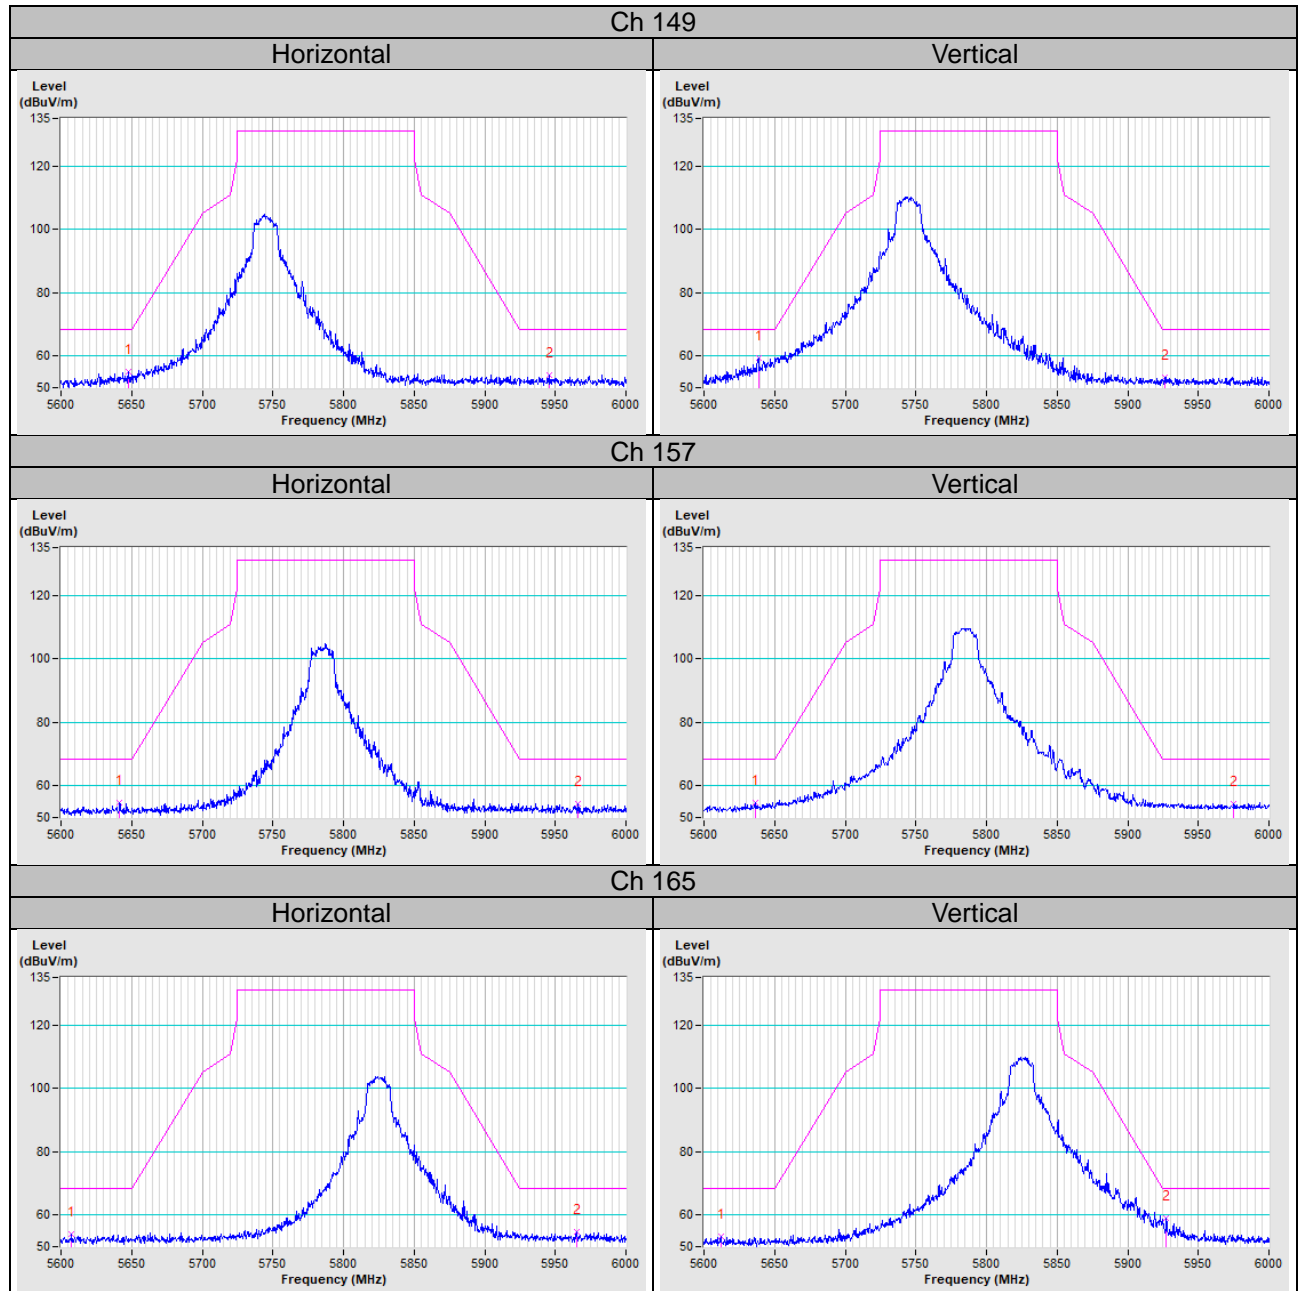 Ch 149
Horizontal Vertical
Level Level
(dBuV/m) (dBuV/m)
135 135
120 120
100 100
80 80
1 2 1 2
60 60
50 50
5600 5650 5700 5750 5800 5850 5900 5950 6000 5600 5650 5700 5750 5800 5850 5900 5950 6000
Frequency (MHz) Frequency (MHz)
Ch 157
Horizontal Vertical
Level Level
(dBuV/m) (dBuV/m)
135 135
120 120
100 100
80 80
1 2 1 2
60 60
50 50
5600 5650 5700 5750 5800 5850 5900 5950 6000 5600 5650 5700 5750 5800 5850 5900 5950 6000
Frequency (MHz) Frequency (MHz)
Ch 165
Horizontal Vertical
Level Level
(dBuV/m) (dBuV/m)
135 135
120 120
100 100
80 80
1 2 1 2
60 60
50 50
5600 5650 5700 5750 5800 5850 5900 5950 6000 5600 5650 5700 5750 5800 5850 5900 5950 6000
Frequency (MHz) Frequency (MHz)